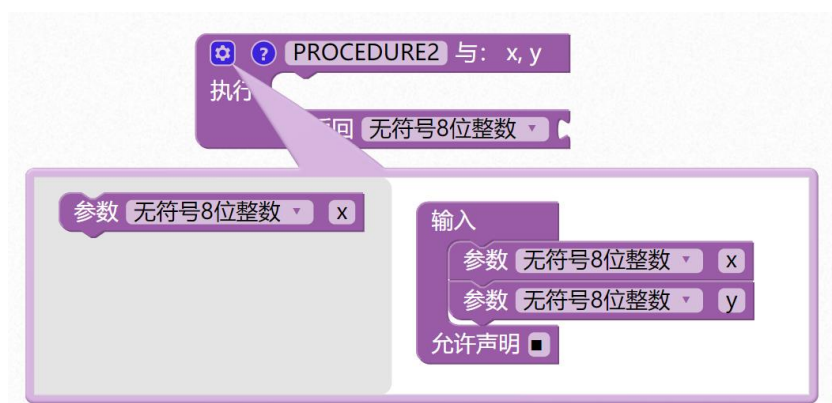 ? PROCEDURE2 与: x, y
执行
返回 无符号8位整数
参数 无符号8位整数 x
输入
参数 无符号8位整数 x
参数 无符号8位整数 y
允许声明